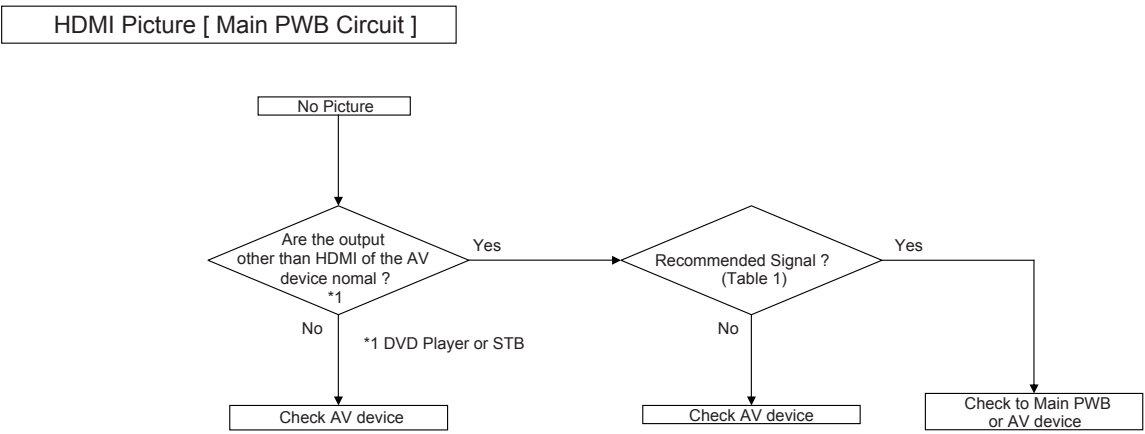 HDMI Picture [ Main PWB Circuit ]
No Picture
Are the output
other than HDMI of the AV
device nomal ?
*1
Yes
No
*1 DVD Player or STB
Check AV device
Recommended Signal ?
(Table 1)
Yes
No
Check AV device
Check to Main PWB
or AV device